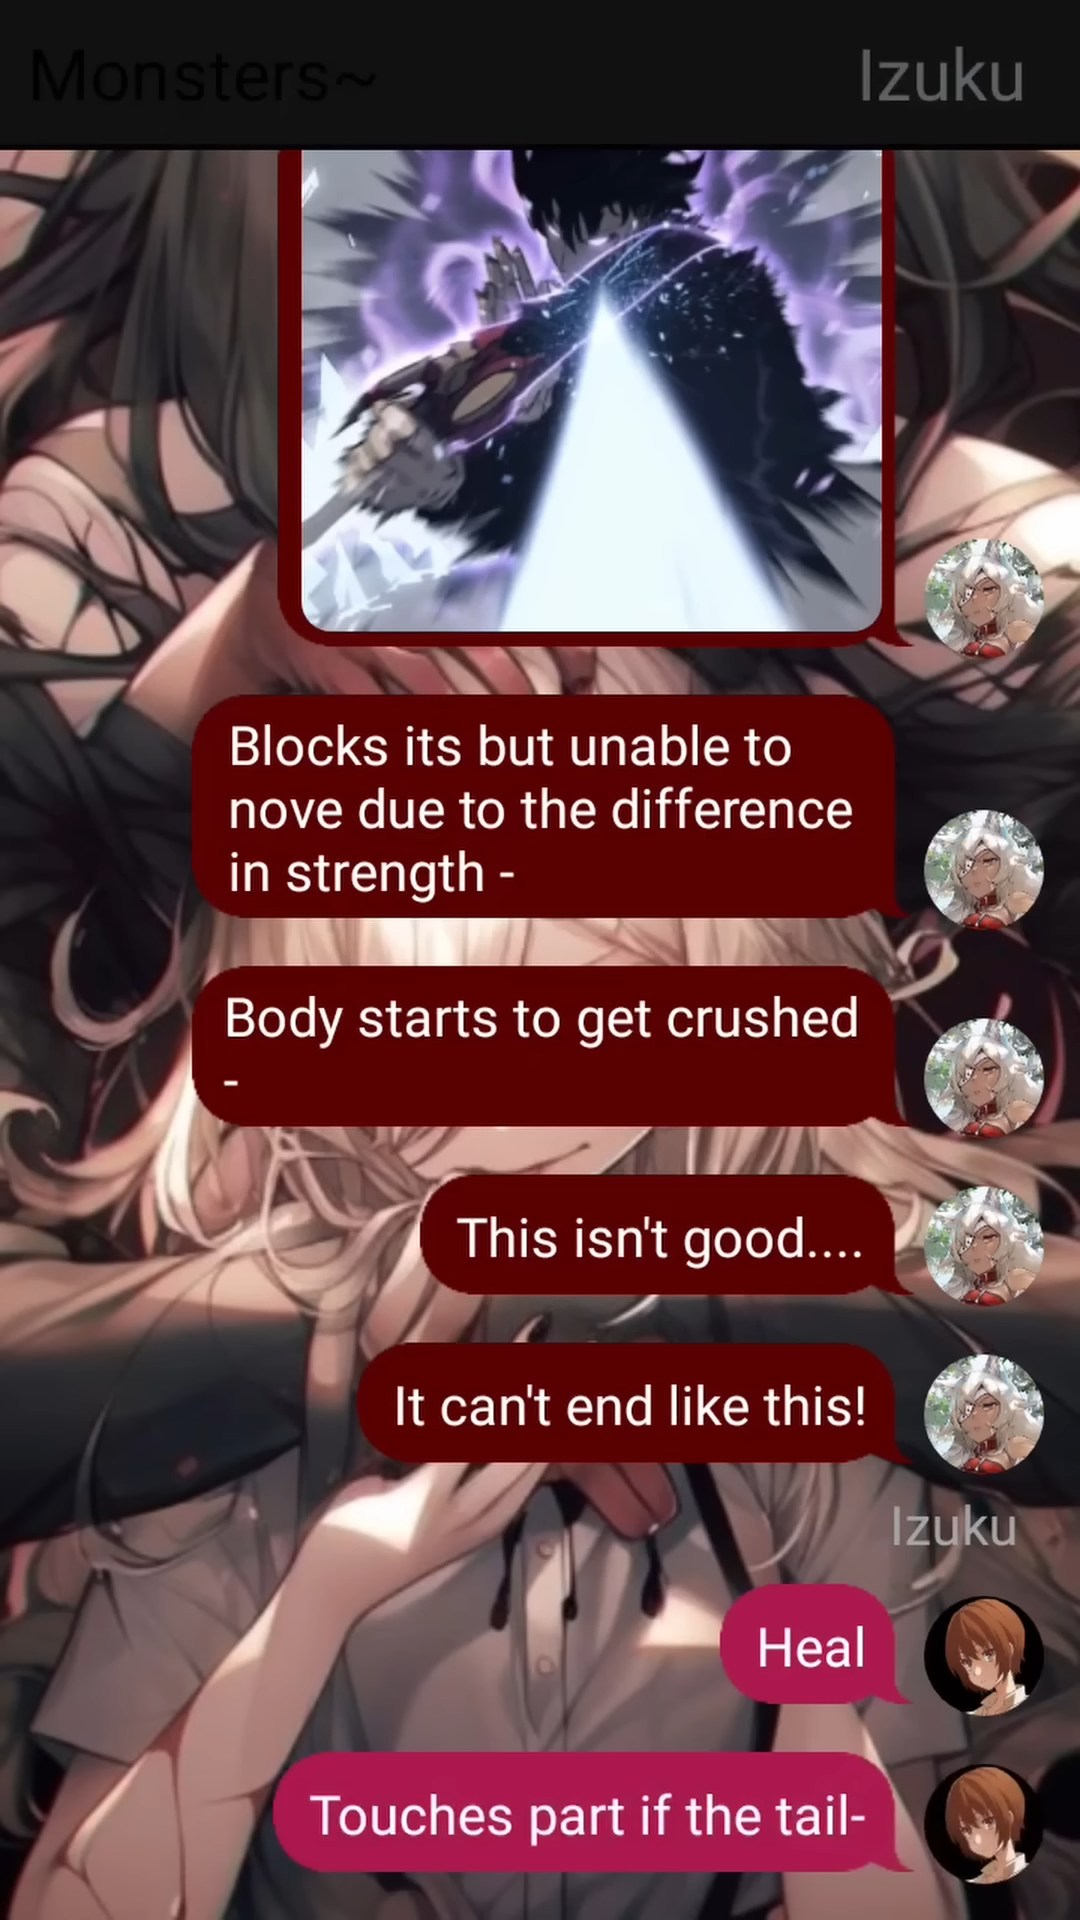 Monsters~
Izuku
Blocks its but unable to
nove due to the difference
in strength -
Body starts to get crushed
-
This isn't good....
It can't end like this!
Izuku
Heal
Touches part if the tail-